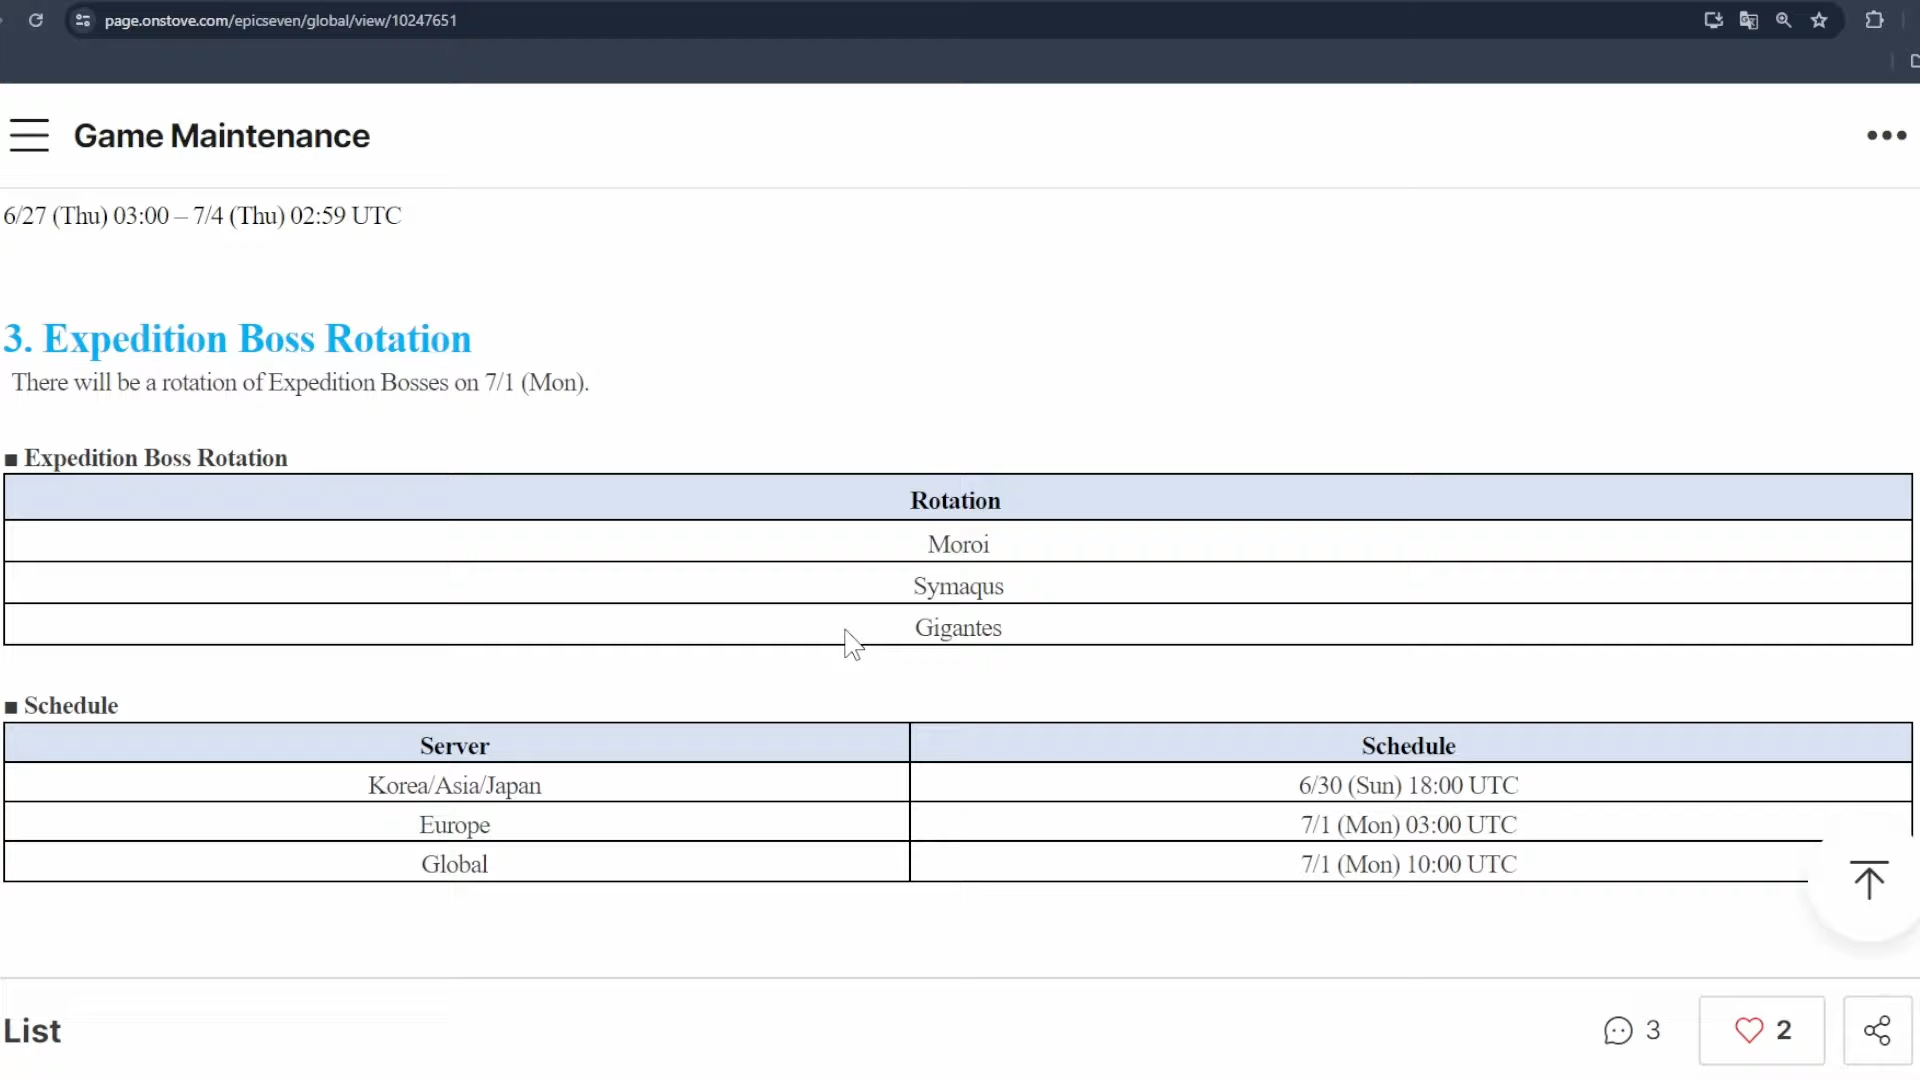 page.onstove.com/epicseven/global/view/10247651
Game Maintenance
6/27 (Thu) 03:00 – 7/4 (Thu) 02:59 UTC
3. Expedition Boss Rotation
There will be a rotation of Expedition Bosses on 7/1 (Mon).
■ Expedition Boss Rotation
Rotation
Moroi
Symaqus
Gigantes
■ Schedule
Server Schedule
Korea/Asia/Japan 6/30 (Sun) 18:00 UTC
Europe 7/1 (Mon) 03:00 UTC
Global 7/1 (Mon) 10:00 UTC
List 3 2